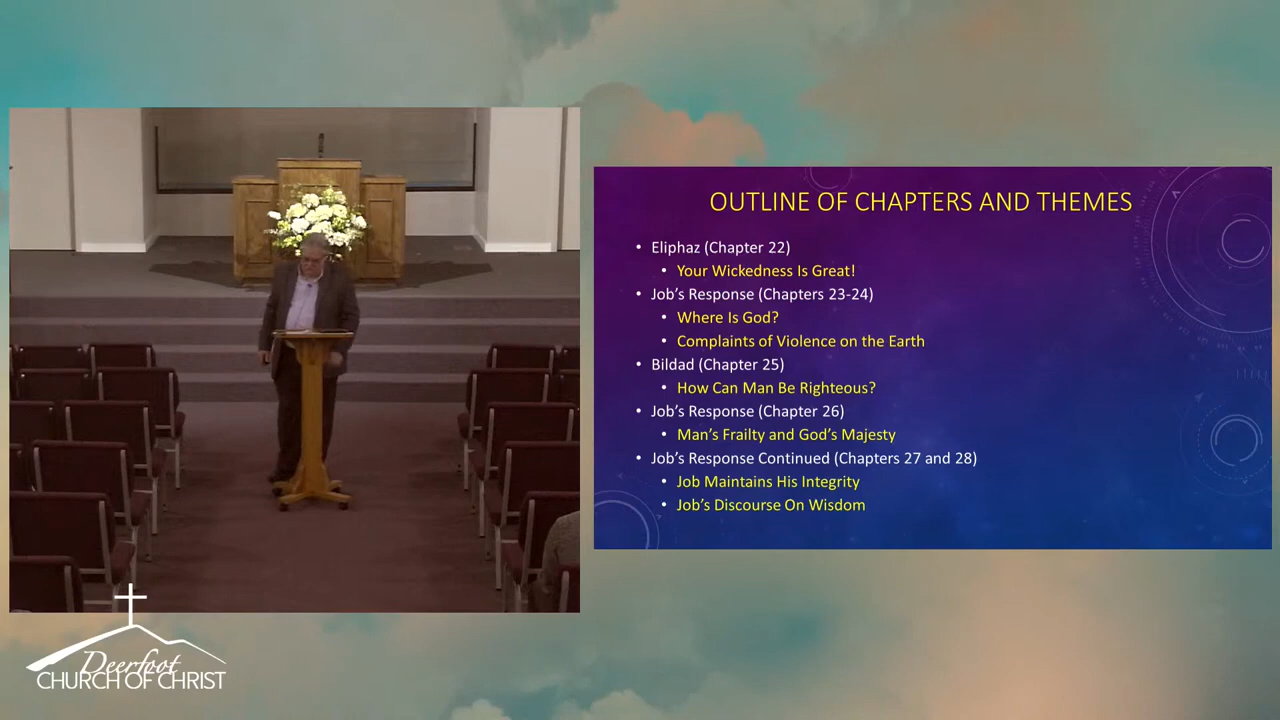 OUTLINE OF CHAPTERS AND THEMES
• Eliphaz (Chapter 22)
• Your Wickedness Is Great!
• Job's Response (Chapters 23-24)
• Where Is God?
• Complaints of Violence on the Earth
• Bildad (Chapter 25)
• How Can Man Be Righteous?
• Job's Response (Chapter 26)
• Man's Frailty and God's Majesty
• Job's Response Continued (Chapters 27 and 28)
• Job Maintains His Integrity
• Job's Discourse On Wisdom
Deerfoot
CHURCH OF CHRIST